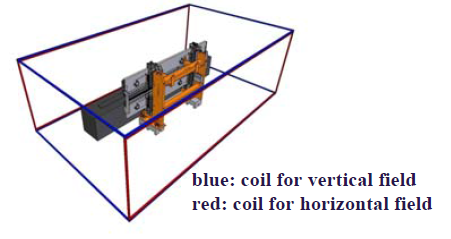 blue: coil for vertical field
red: coil for horizontal field